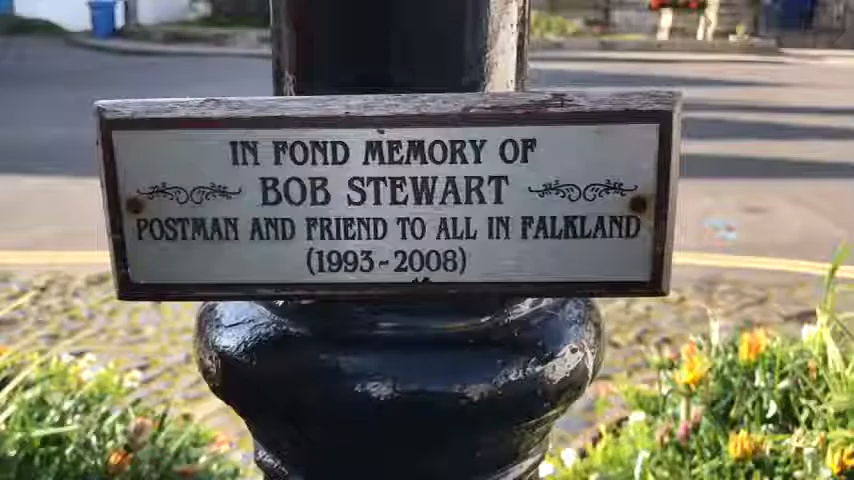 IN FOND MEMORY OF
BOB STEWART
POSTMAN AND FRIEND TO ALL IN FALKLAND
(1993-2008)